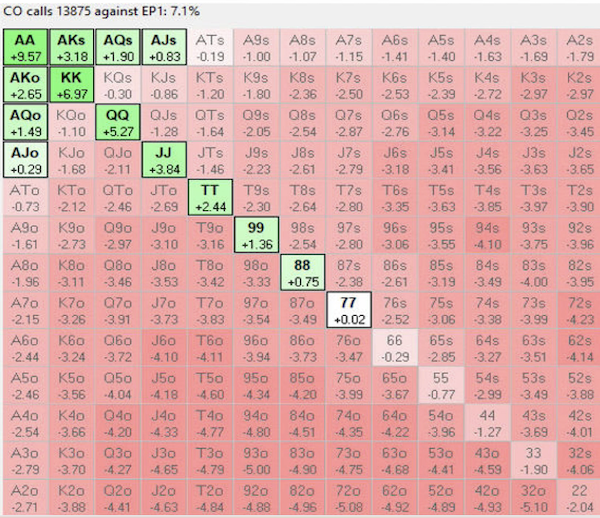 CO calls 13875 against EP1: 7.1%
AA AKs AQs AJs ATs A9s A8s A7s A6s A5s A4s A3s A2s
+9.57 +3.18 +1.90 +0.83 -0.19 -1.00 -1.07 -1.15 -1.41 -1.40 -1.63 -1.69 -1.79
AKo KK KQs KJs KTs K9s K8s K7s K6s K5s K4s K3s K2s
+2.65 +6.97 -0.30 -0.86 -1.20 -1.80 -2.36 -2.50 -2.53 -2.39 -2.72 -2.97 -2.97
AQo KQo QQ QJs QTs Q9s Q8s Q7s Q6s Q5s Q4s Q3s Q2s
+1.49 -1.10 +5.27 -1.28 -1.64 -2.05 -2.54 -2.87 -2.76 -3.14 -3.22 -3.25 -3.45
AJo KJo QJo JJ JTs J9s J8s J7s J6s J5s J4s J3s J2s
+0.29 -1.68 -2.11 +3.84 -1.46 -2.23 -2.61 -2.79 -3.18 -3.41 -3.56 -3.63 -3.65
ATo KTo QTo JTo TT T9s T8s T7s T6s T5s T4s T3s T2s
-0.73 -2.12 -2.46 -2.69 +2.44 -2.30 -2.64 -2.80 -3.35 -3.63 -3.85 -3.97 -3.90
A9o K9o Q9o J9o T9o 99 98s 97s 96s 95s 94s 93s 92s
-1.61 -2.73 -2.97 -3.10 -3.16 +1.36 -2.54 -2.80 -3.06 -3.55 -4.10 -3.75 -3.96
A8o K8o Q8o J8o T8o 98o 88 87s 86s 85s 84s 83s 82s
-1.96 -3.11 -3.46 -3.53 -3.42 -3.33 +0.75 -2.38 -2.61 -3.19 -3.49 -4.00 -3.95
A7o K7o Q7o J7o T7o 97o 87o 77 76s 75s 74s 73s 72s
-2.15 -3.26 -3.91 -3.73 -3.77 -3.83 -3.54 -3.49 +0.02 -2.52 -3.06 -3.38 -3.99 -4.23
A6o K6o Q6o J6o T6o 96o 86o 76o 66 65s 64s 63s 62s
-2.44 -3.24 -3.72 -4.10 -4.11 -3.94 -3.73 -3.47 -0.29 -2.85 -3.27 -3.51 -4.14
A5o K5o Q5o J5o T5o 95o 85o 75o 65o 55 54s 53s 52s
-2.46 -3.56 -4.04 -4.18 -4.60 -4.34 -4.20 -3.99 -3.67 -0.77 -2.99 -3.49 -3.88
A4o K4o Q4o J4o T4o 94o 84o 74o 64o 54o 44 43s 42s
-2.54 -3.66 -4.20 -4.33 -4.77 -4.80 -4.51 -4.35 -4.22 -3.96 -1.27 -3.69 -4.01
A3o K3o Q3o J3o T3o 93o 83o 73o 63o 53o 43o 33 32s
-2.79 -3.70 -4.27 -4.65 -4.79 -5.00 -4.90 -4.75 -4.68 -4.41 -4.59 -1.90 -4.06
A2o K2o Q2o J2o T2o 92o 82o 72o 62o 52o 42o 32o 22
-2.71 -3.88 -4.41 -4.63 -4.84 -4.88 -4.96 -5.08 -4.92 -4.89 -4.93 -5.10 -2.04